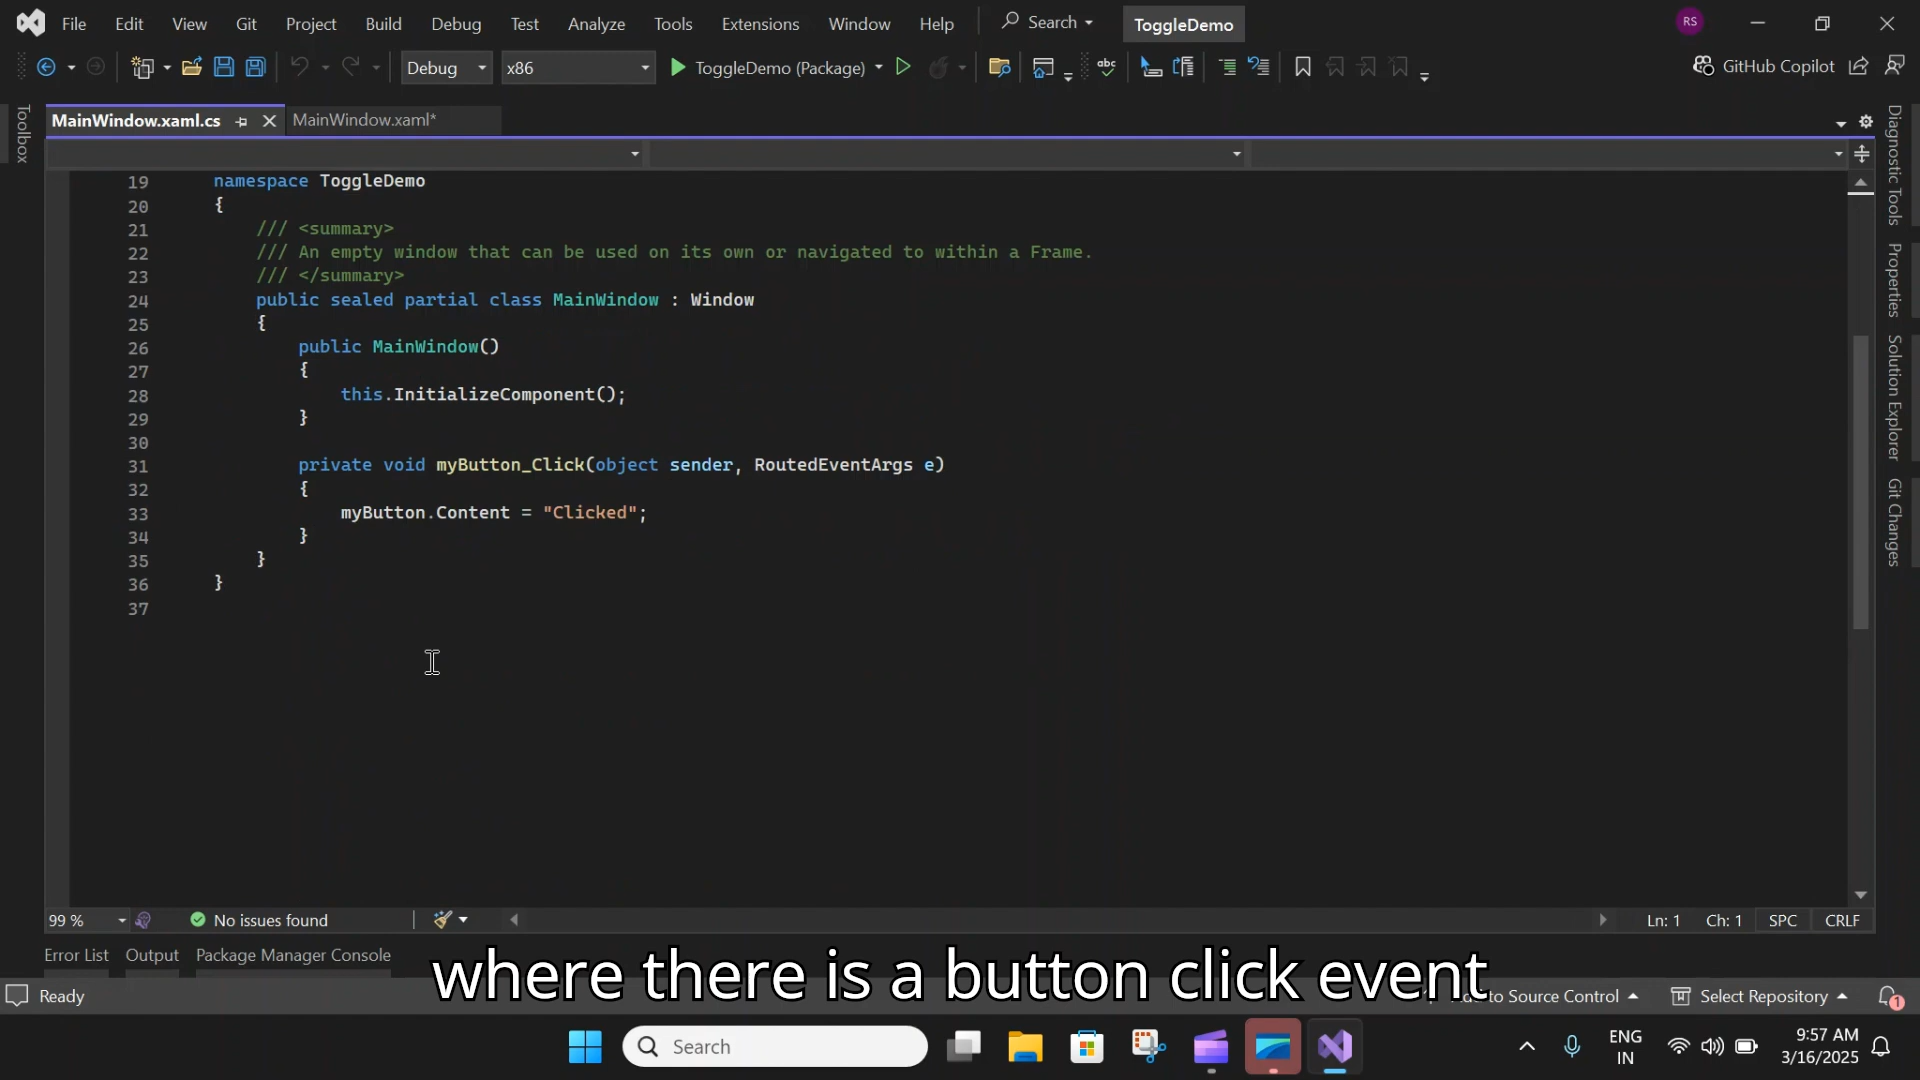 File Edit View Git Project Build Debug Test Analyze Tools Extensions Window Help Search ToggleDemo RS
Debug x86 ToggleDemo (Package) abc GitHub Copilot
MainWindow.xaml.cs MainWindow.xaml*
Toolbox
Diagnostic Tools
Properties
Solution Explorer
Git Changes
19 namespace ToggleDemo
20 {
21 /// <summary>
22 /// An empty window that can be used on its own or navigated to within a Frame.
23 /// </summary>
24 public sealed partial class MainWindow : Window
25 {
26 public MainWindow()
27 {
28 this.InitializeComponent();
29 }
30
31 private void myButton_Click(object sender, RoutedEventArgs e)
32 {
33 myButton.Content = "Clicked";
34 }
35 }
36 }
37
99 % No issues found Ln: 1 Ch: 1 SPC CRLF
Error List Output Package Manager Console
where there is a button click event
Ready to Source Control Select Repository 1
Search ENG IN 9:57 AM 3/16/2025